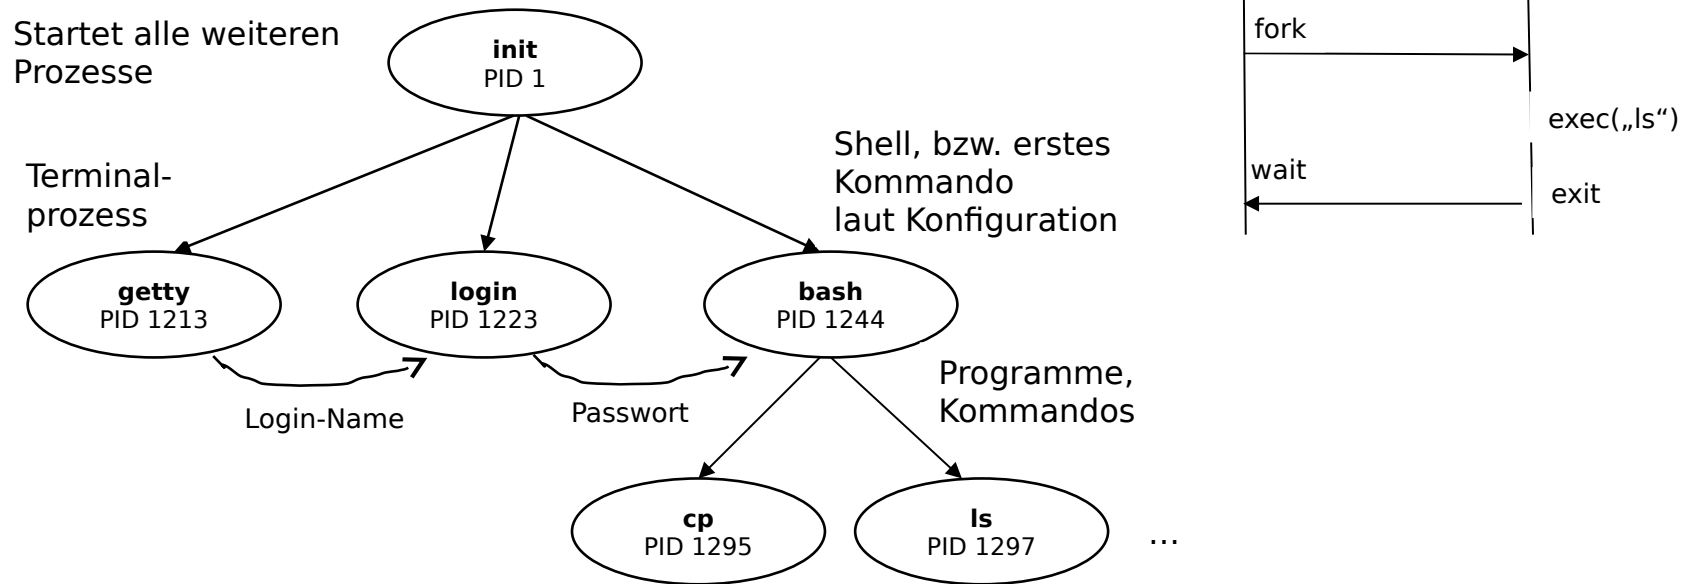 Startet alle weiteren
Prozesse
init
PID 1
fork
exec(„ls“)
wait
exit
Terminal-
prozess
Shell, bzw. erstes
Kommando
laut Konfiguration
getty
PID 1213
login
PID 1223
bash
PID 1244
Login-Name
Passwort
Programme,
Kommandos
cp
PID 1295
ls
PID 1297
...